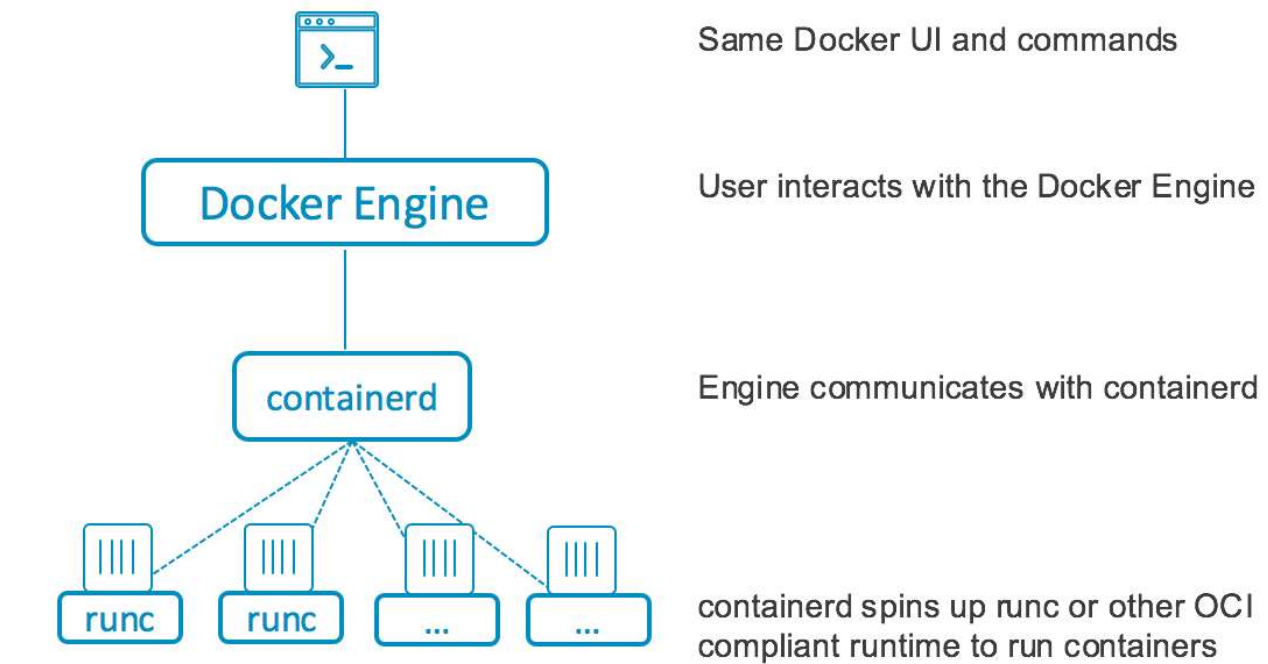 Same Docker UI and commands
Docker Engine
User interacts with the Docker Engine
containerd
Engine communicates with containerd
runc
runc
...
...
containerd spins up runc or other OCI
compliant runtime to run containers